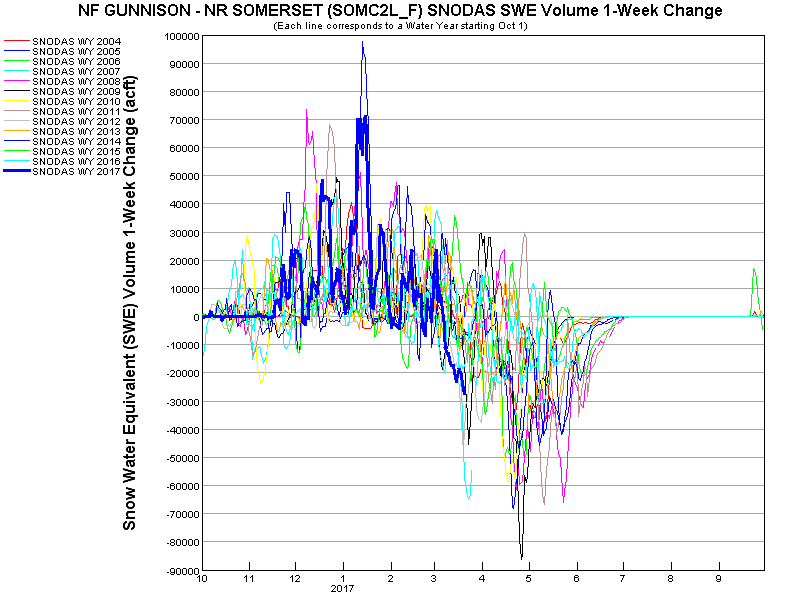 NF GUNNISON - NR SOMERSET (SOMC2L_F) SNODAS SWE Volume 1-Week Change
(Each line corresponds to a Water Year starting Oct 1)
SNODAS WY 2004
SNODAS WY 2005
SNODAS WY 2006
SNODAS WY 2007
SNODAS WY 2008
SNODAS WY 2009
SNODAS WY 2010
SNODAS WY 2011
SNODAS WY 2012
SNODAS WY 2013
SNODAS WY 2014
SNODAS WY 2015
SNODAS WY 2016
SNODAS WY 2017
Snow Water Equivalent (SWE) Volume 1-Week Change (acft)
100000
90000
80000
70000
60000
50000
40000
30000
20000
10000
0
-10000
-20000
-30000
-40000
-50000
-60000
-70000
-80000
-90000
10 11 12 1 2 3 4 5 6 7 8 9
2017